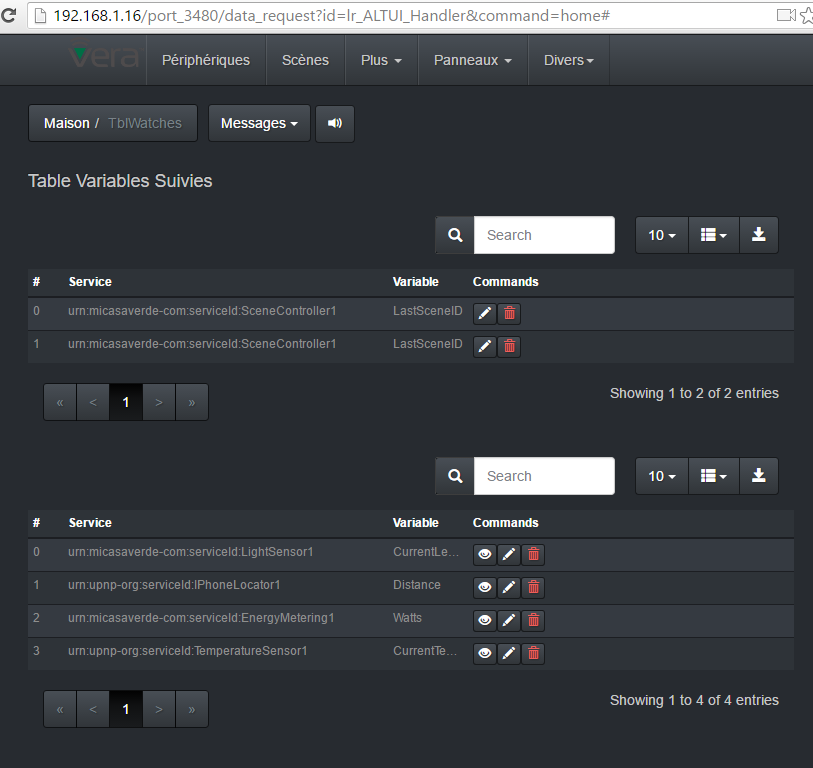 192.168.1.16/port_3480/data_request?id=lr_ALTUI_Handler&command=home#
vera Périphériques Scènes Plus Panneaux Divers
Maison / TblWatches Messages
Table Variables Suivies
Search 10
# Service Variable Commands
0 urn:micasaverde-com:serviceId:SceneController1 LastSceneID
1 urn:micasaverde-com:serviceId:SceneController1 LastSceneID
« < 1 > » Showing 1 to 2 of 2 entries
Search 10
# Service Variable Commands
0 urn:micasaverde-com:serviceId:LightSensor1 CurrentLe...
1 urn:upnp-org:serviceId:IPhoneLocator1 Distance
2 urn:micasaverde-com:serviceId:EnergyMetering1 Watts
3 urn:upnp-org:serviceId:TemperatureSensor1 CurrentTe...
« < 1 > » Showing 1 to 4 of 4 entries